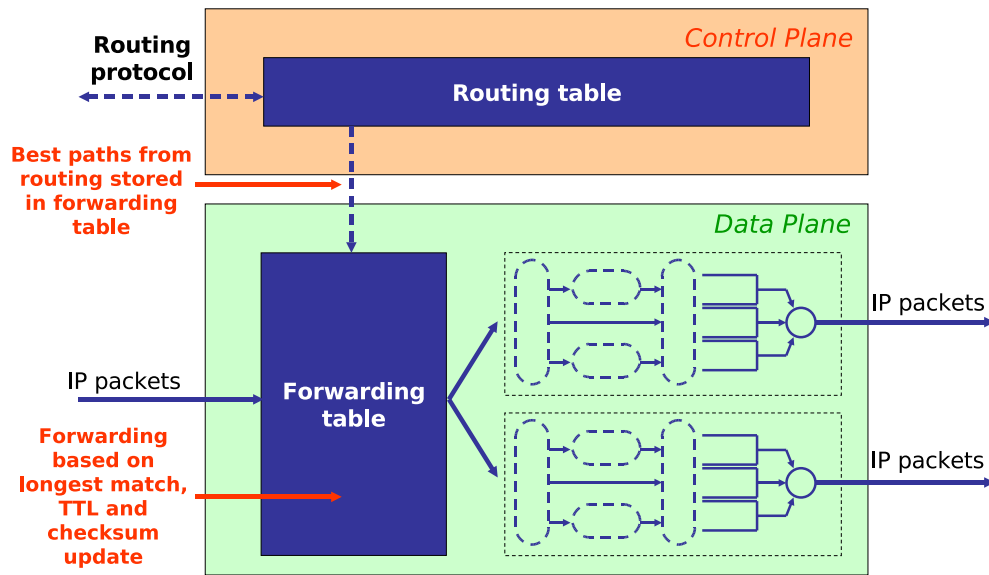 Control Plane
Routing
protocol
Routing table
Best paths from
routing stored
in forwarding
table
Data Plane
IP packets
IP packets
Forwarding
table
Forwarding
based on
longest match,
TTL and
checksum
update
IP packets